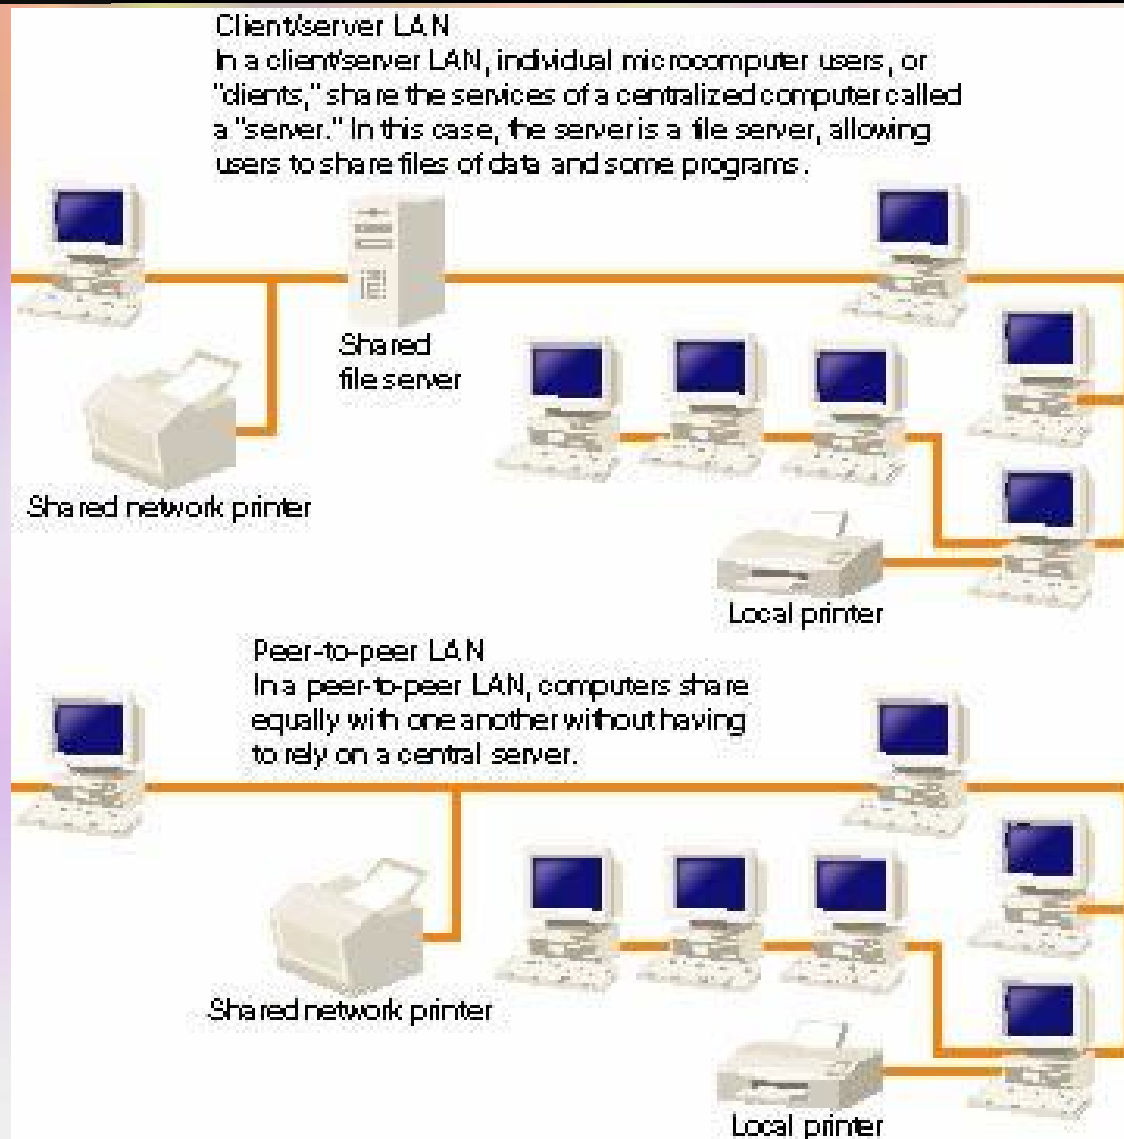 Client/server LAN
In a client/server LAN, individual microcomputer users, or
"clients," share the services of a centralized computer called
a "server." In this case, the server is a file server, allowing
users to share files of data and some programs.
Shared
file server
Shared network printer
Local printer
Peer-to-peer LAN
In a peer-to-peer LAN, computers share
equally with one another without having
to rely on a central server.
Shared network printer
Local printer